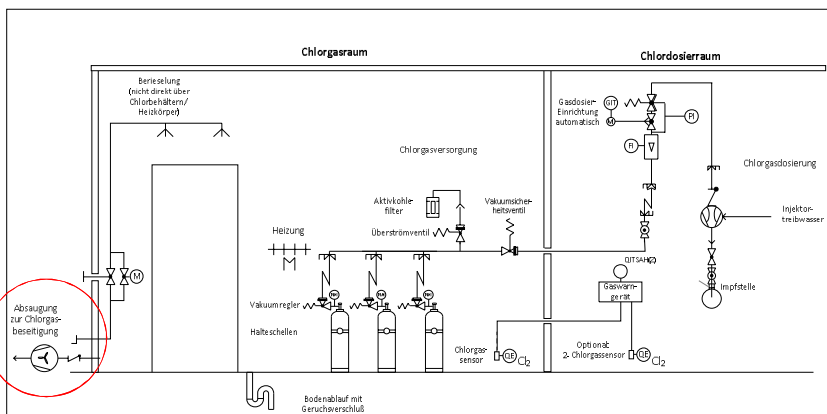 Chlorgasraum
Chlordosierraum
Berieselung
(nicht direkt über
Chlorbehältern/
Heizkörper)
Gasdosier-
Einrichtung
automatisch
GIT
M
PI
FI
Chlorgasversorgung
Chlorgasdosierung
Aktivkohle-
filter
Vakuumsicher-
heitsventil
Überströmventil
Heizung
Injektor-
treibwasser
M
Absaugung
zur Chlorgas-
beseitigung
Vakuumregler
Halteschellen
Gaswarn-
gerät
Impfstelle
Chlorgas-
sensor
QE
Cl2
Optional:
2. Chlorgassensor
QE
Cl2
Bodenablauf mit
Geruchsverschluß